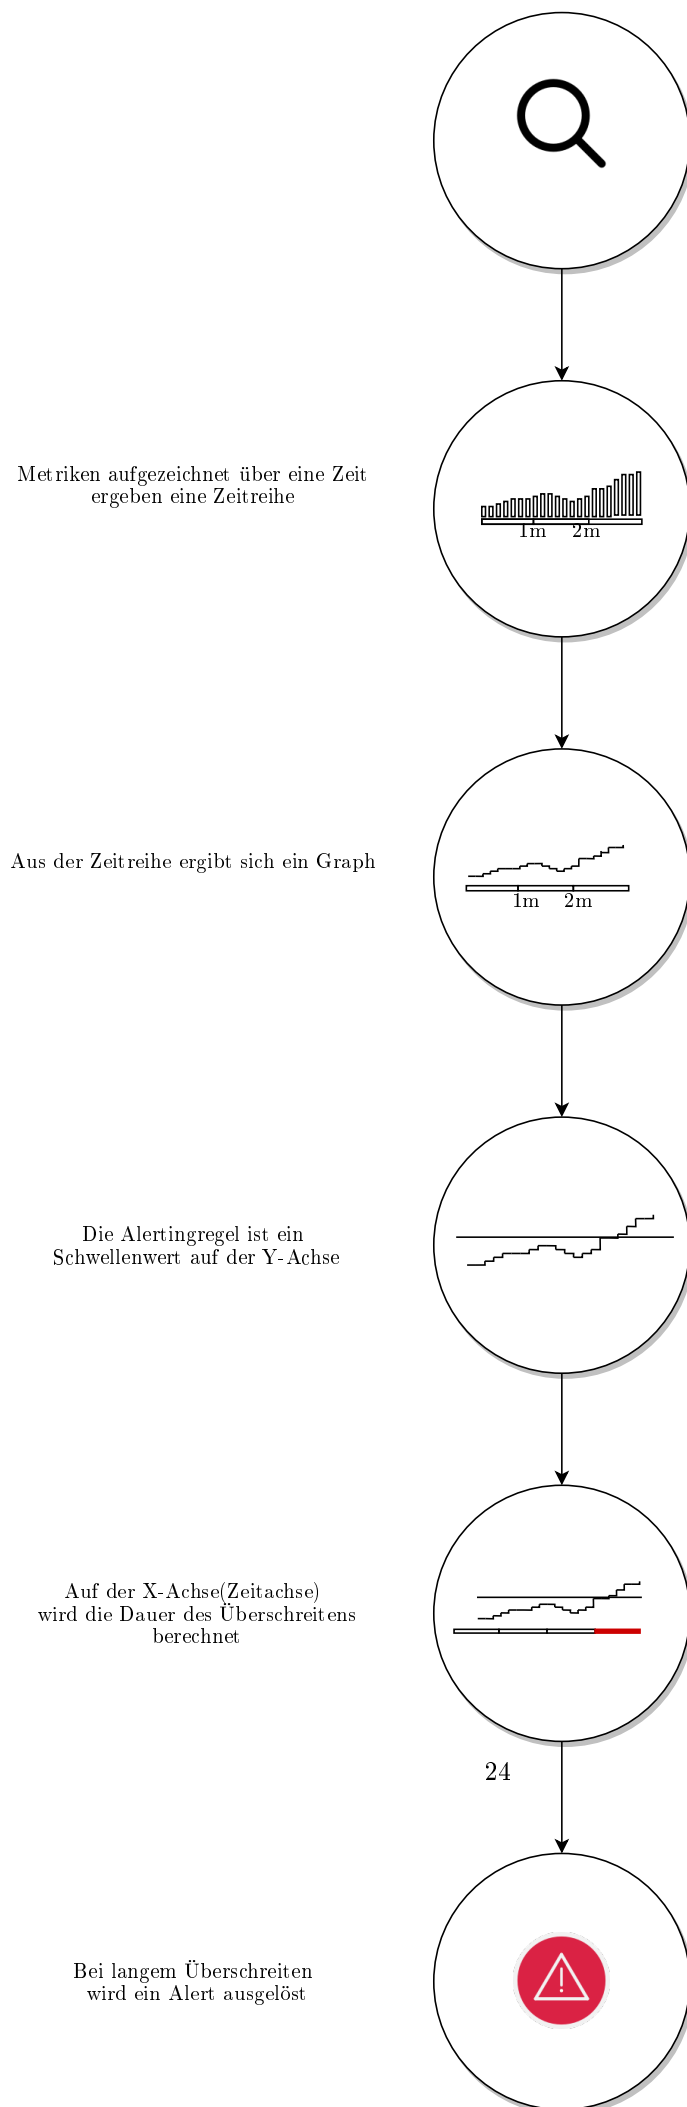 Metriken aufgezeichnet über eine Zeit
ergeben eine Zeitreihe
1m 2m
Aus der Zeitreihe ergibt sich ein Graph
1m 2m
Die Alertingregel ist ein
Schwellenwert auf der Y-Achse
Auf der X-Achse(Zeitachse)
wird die Dauer des Überschreitens
berechnet
24
Bei langem Überschreiten
wird ein Alert ausgelöst